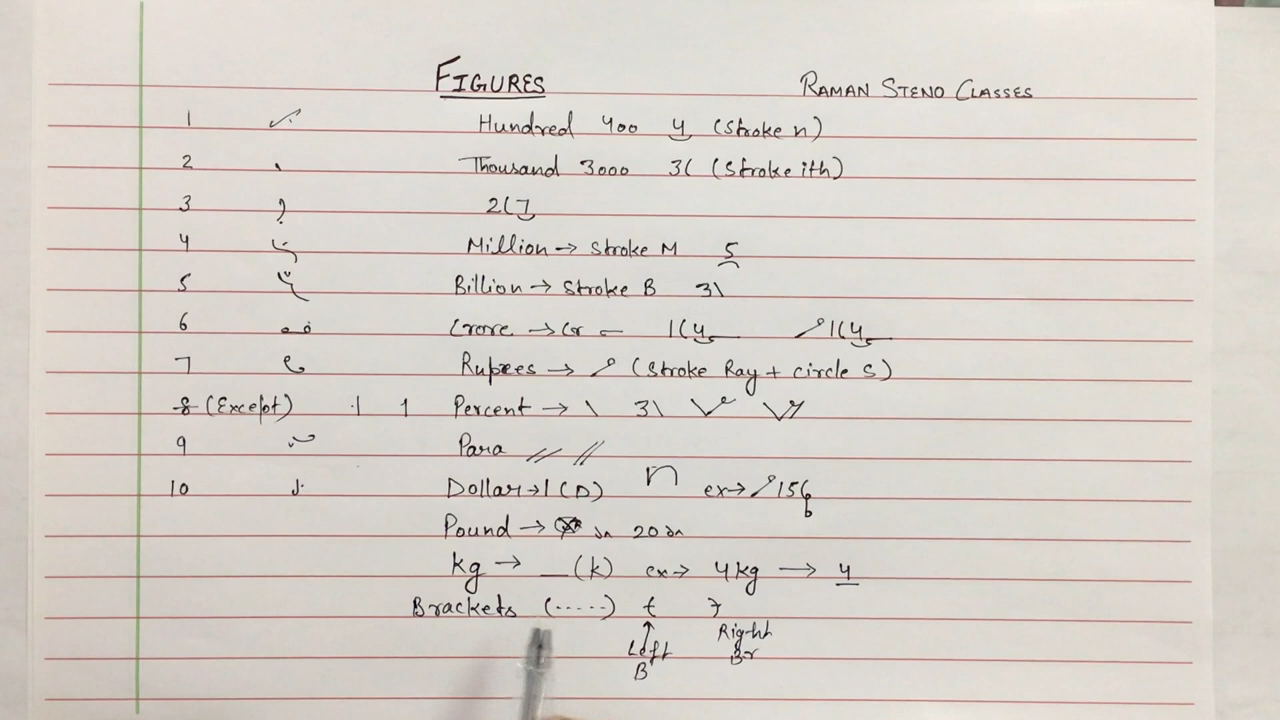 FIGURES RAMAN STENO CLASSES
1 Hundred 400 4 (Stroke n)
2 Thousand 3000 3( (Stroke ith)
3 2(7
4 Million → Stroke M 5
5 Billion → Stroke B 3\
6 Crore → Cr 1(4 1(4
7 Rupees → (Stroke Ray + circle S)
8 (Except) Percent → \ 3\
9 Para // //
10 Dollar → | (D) ex → 156
Pound → 20
Kg → _ (k) ex → 4kg → 4
Brackets (.....)
Left Right
B Br